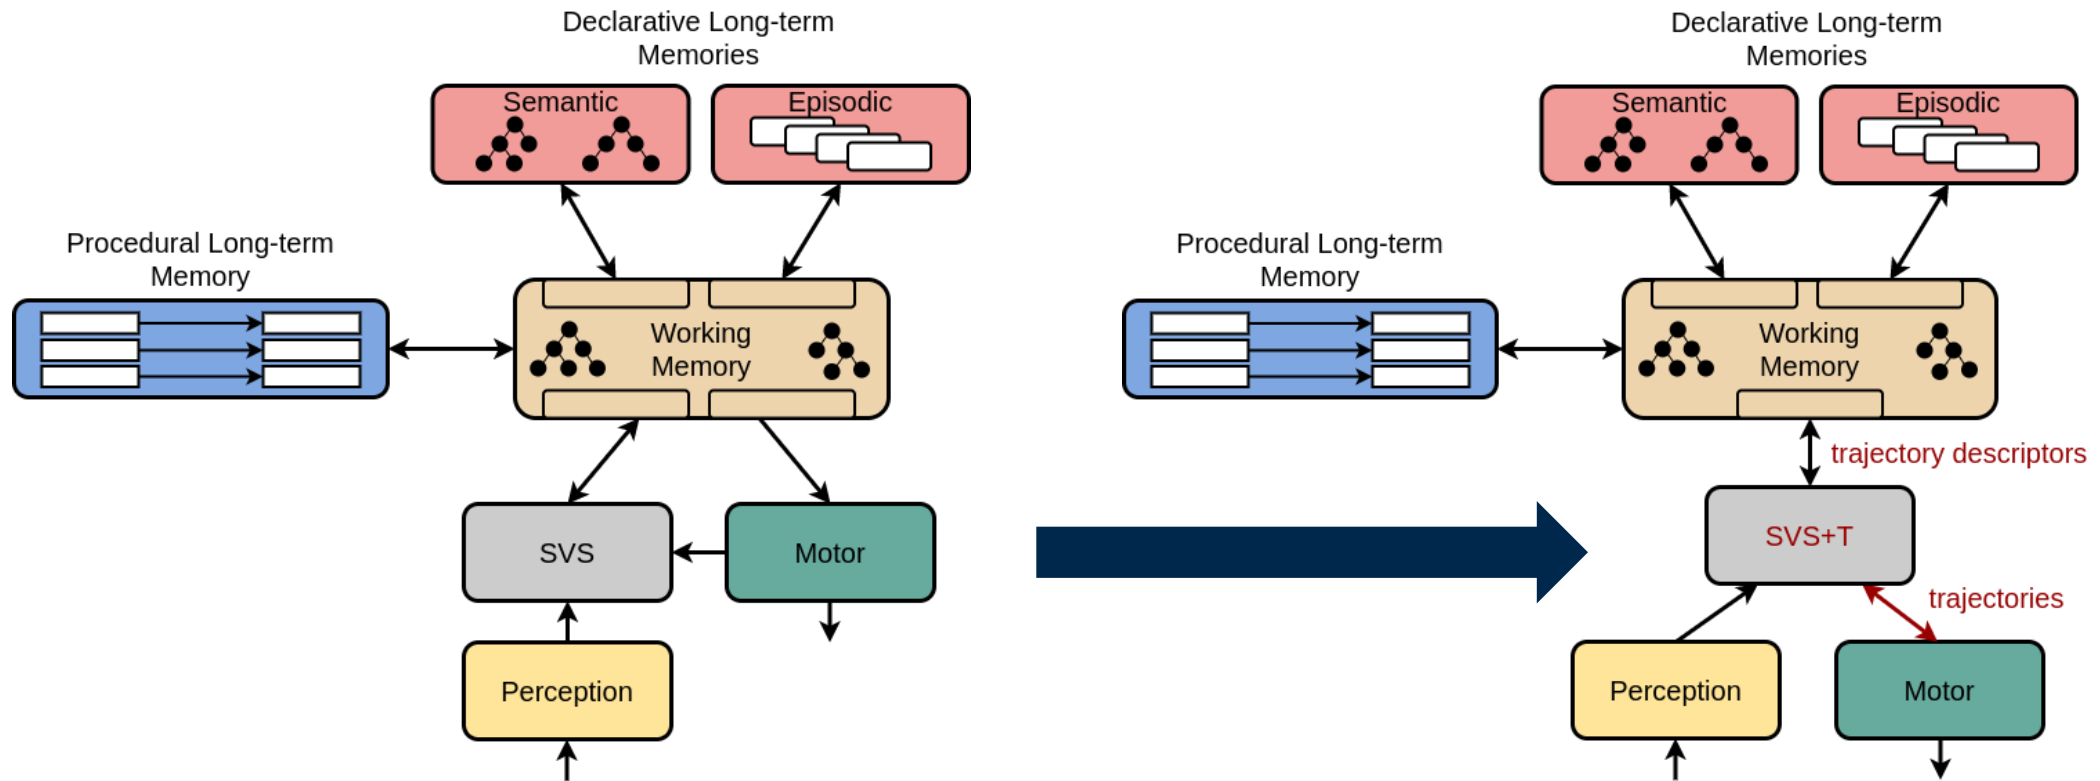 Declarative Long-term
Memories
Semantic
Episodic
Procedural Long-term
Memory
Working
Memory
SVS
Motor
Perception
Declarative Long-term
Memories
Semantic
Episodic
Procedural Long-term
Memory
Working
Memory
trajectory descriptors
SVS+T
trajectories
Perception
Motor